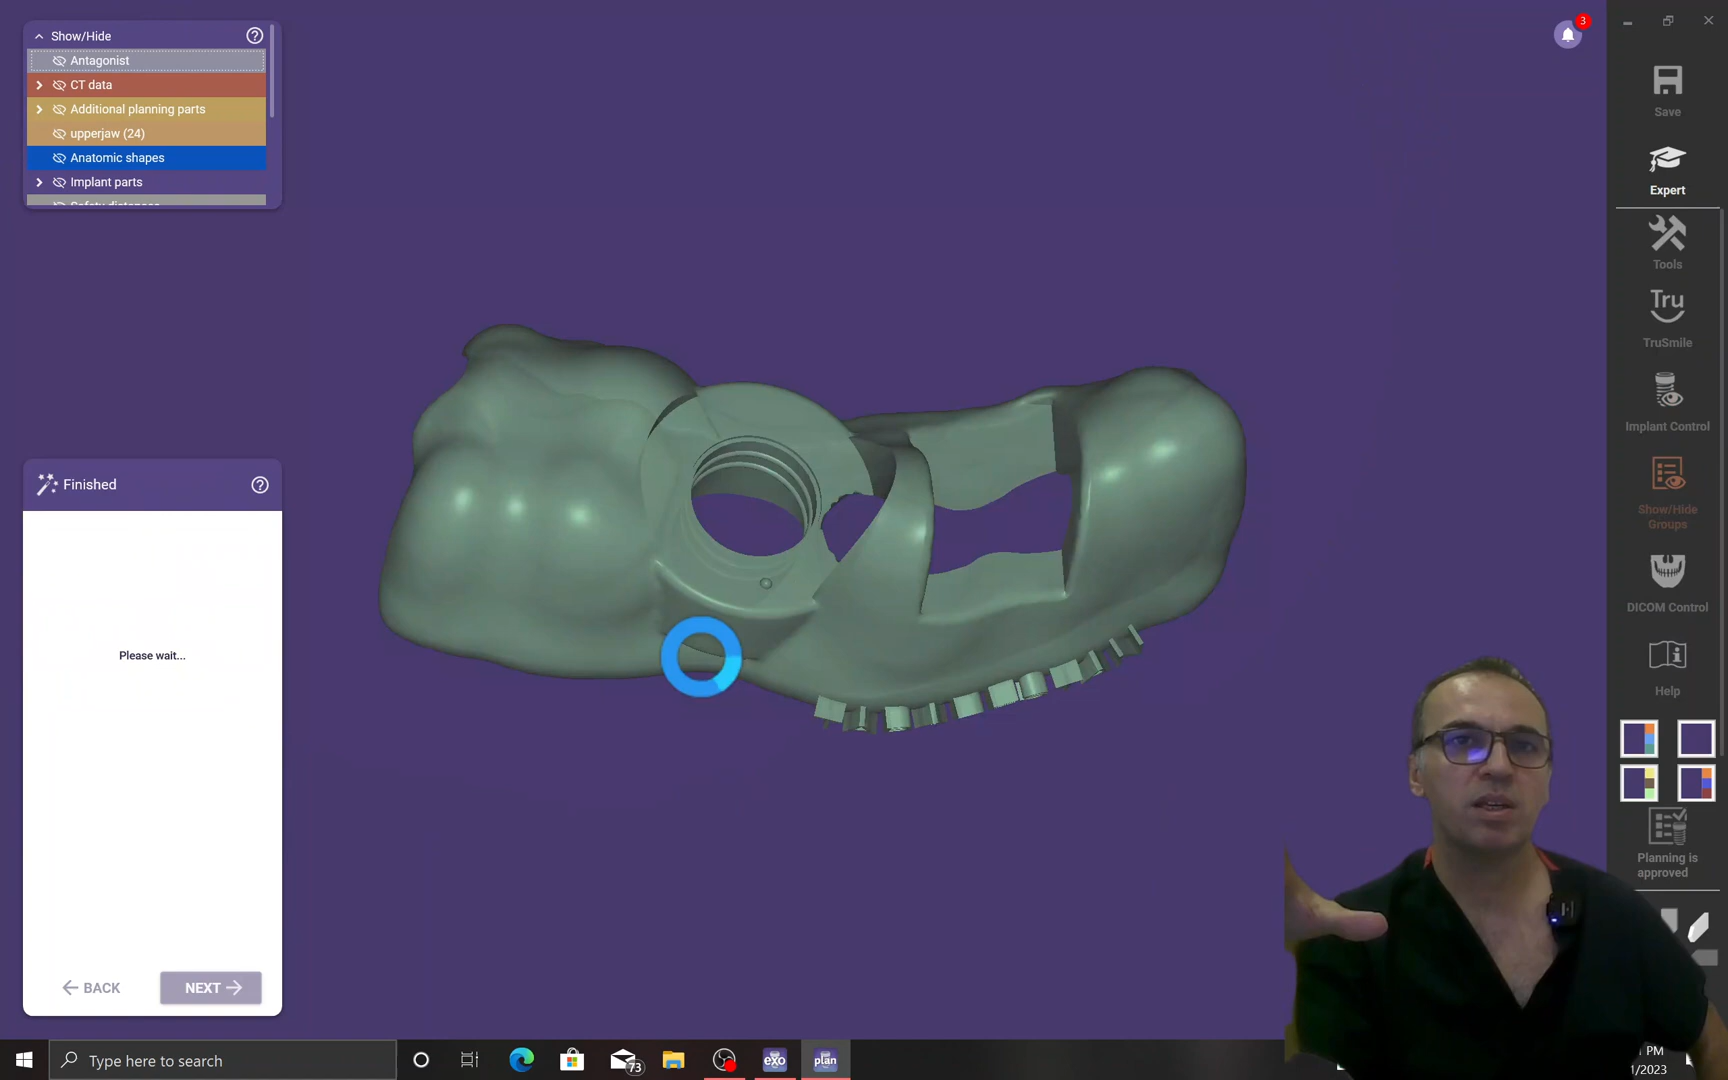 Show/Hide
Antagonist
CT data
Additional planning parts
upperjaw (24)
Anatomic shapes
Implant parts
Safety distances
3
Save
Expert
Tools
Tru
TruSmile
Implant Control
Show/Hide
Groups
DICOM Control
Help
Planning is
approved
Finished
Please wait...
BACK
NEXT
Type here to search
73
exo
plan
PM
1/2023